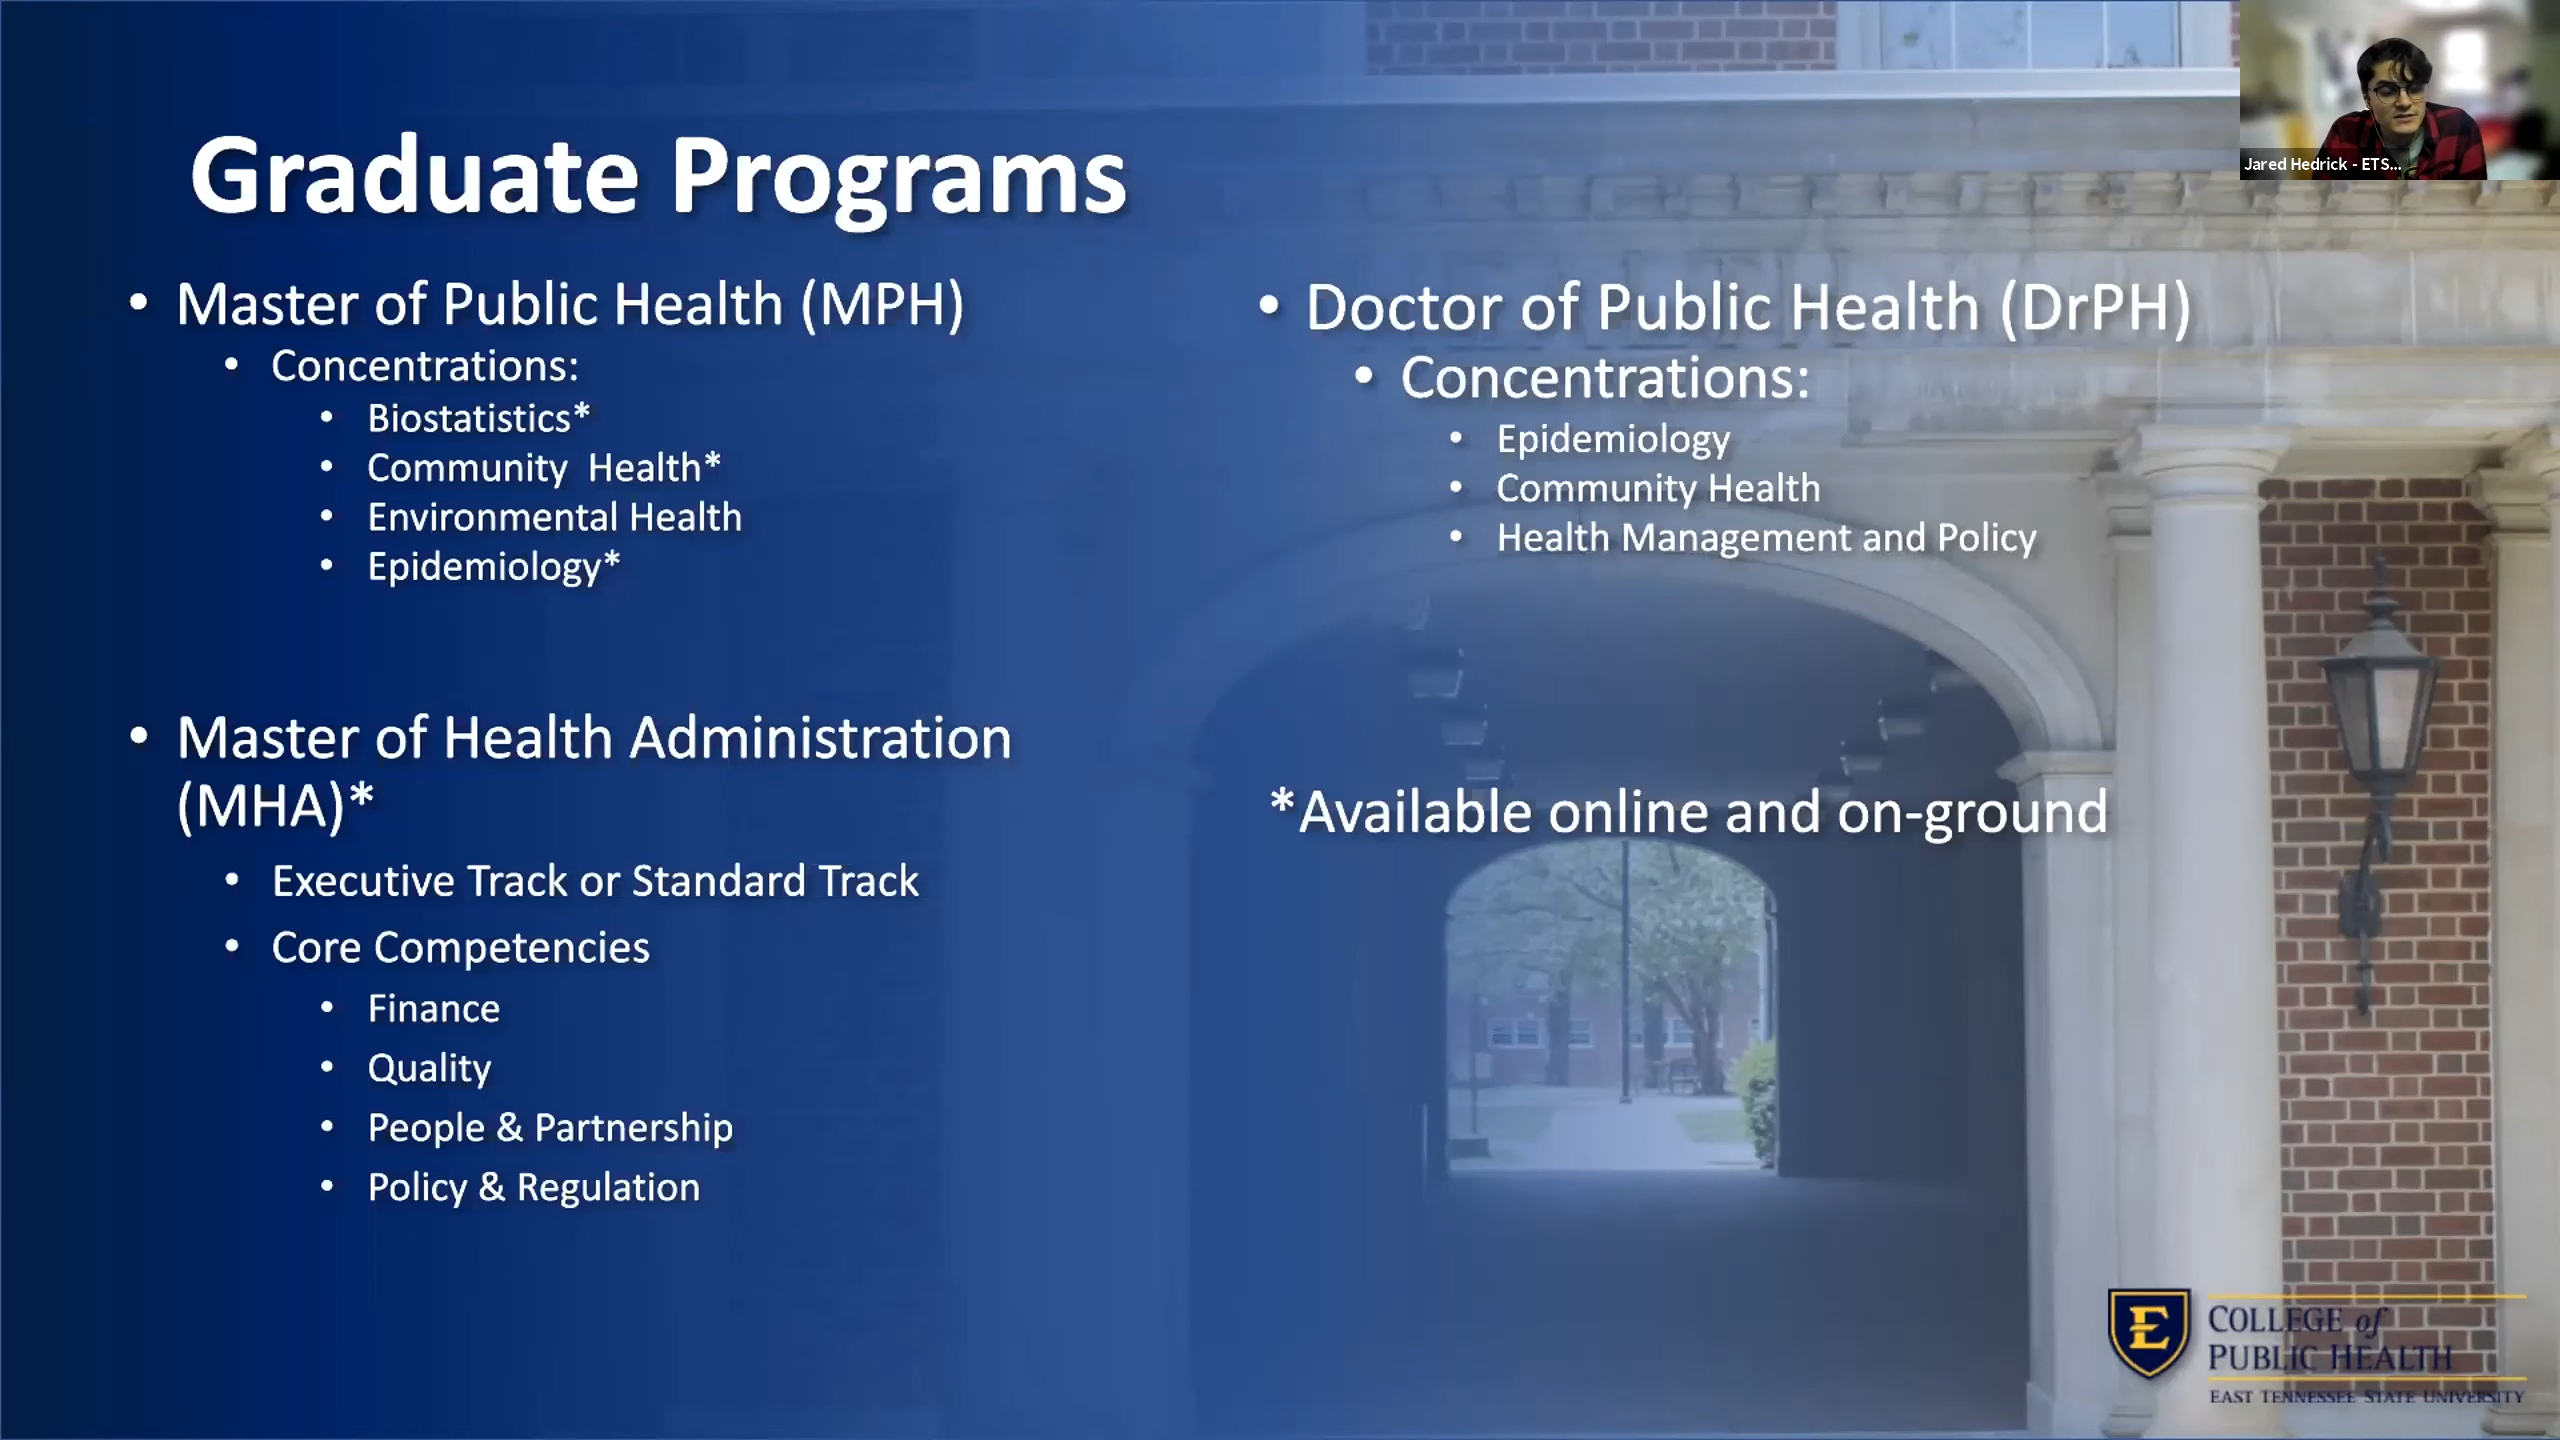 Jared Hedrick - ETS...
Graduate Programs
• Master of Public Health (MPH)
• Concentrations:
• Biostatistics*
• Community  Health*
• Environmental Health
• Epidemiology*
• Master of Health Administration
(MHA)*
• Executive Track or Standard Track
• Core Competencies
• Finance
• Quality
• People & Partnership
• Policy & Regulation
• Doctor of Public Health (DrPH)
• Concentrations:
• Epidemiology
• Community Health
• Health Management and Policy
*Available online and on-ground
E
COLLEGE of
PUBLIC HEALTH
EAST TENNESSEE STATE UNIVERSITY